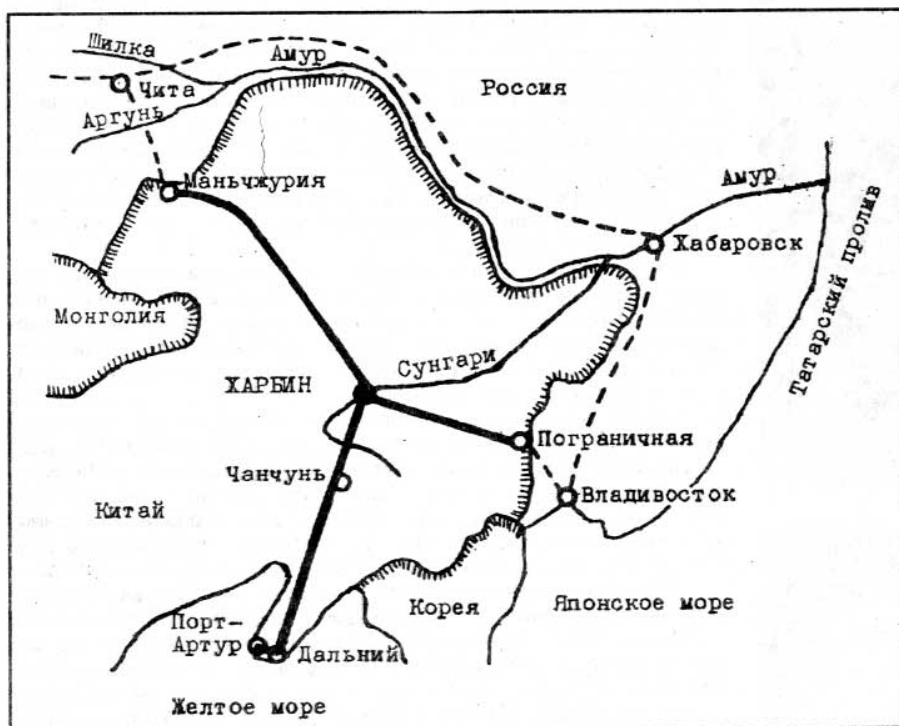 Шилка
Амур
Россия
Чита
Аргунь
Маньчжурия
Амур
Хабаровск
Татарский пролив
Монголия
Сунгари
ХАРБИН
Пограничная
Чанчунь
Владивосток
Китай
Корея
Японское море
Порт-
Артур
Дальний
Желтое море